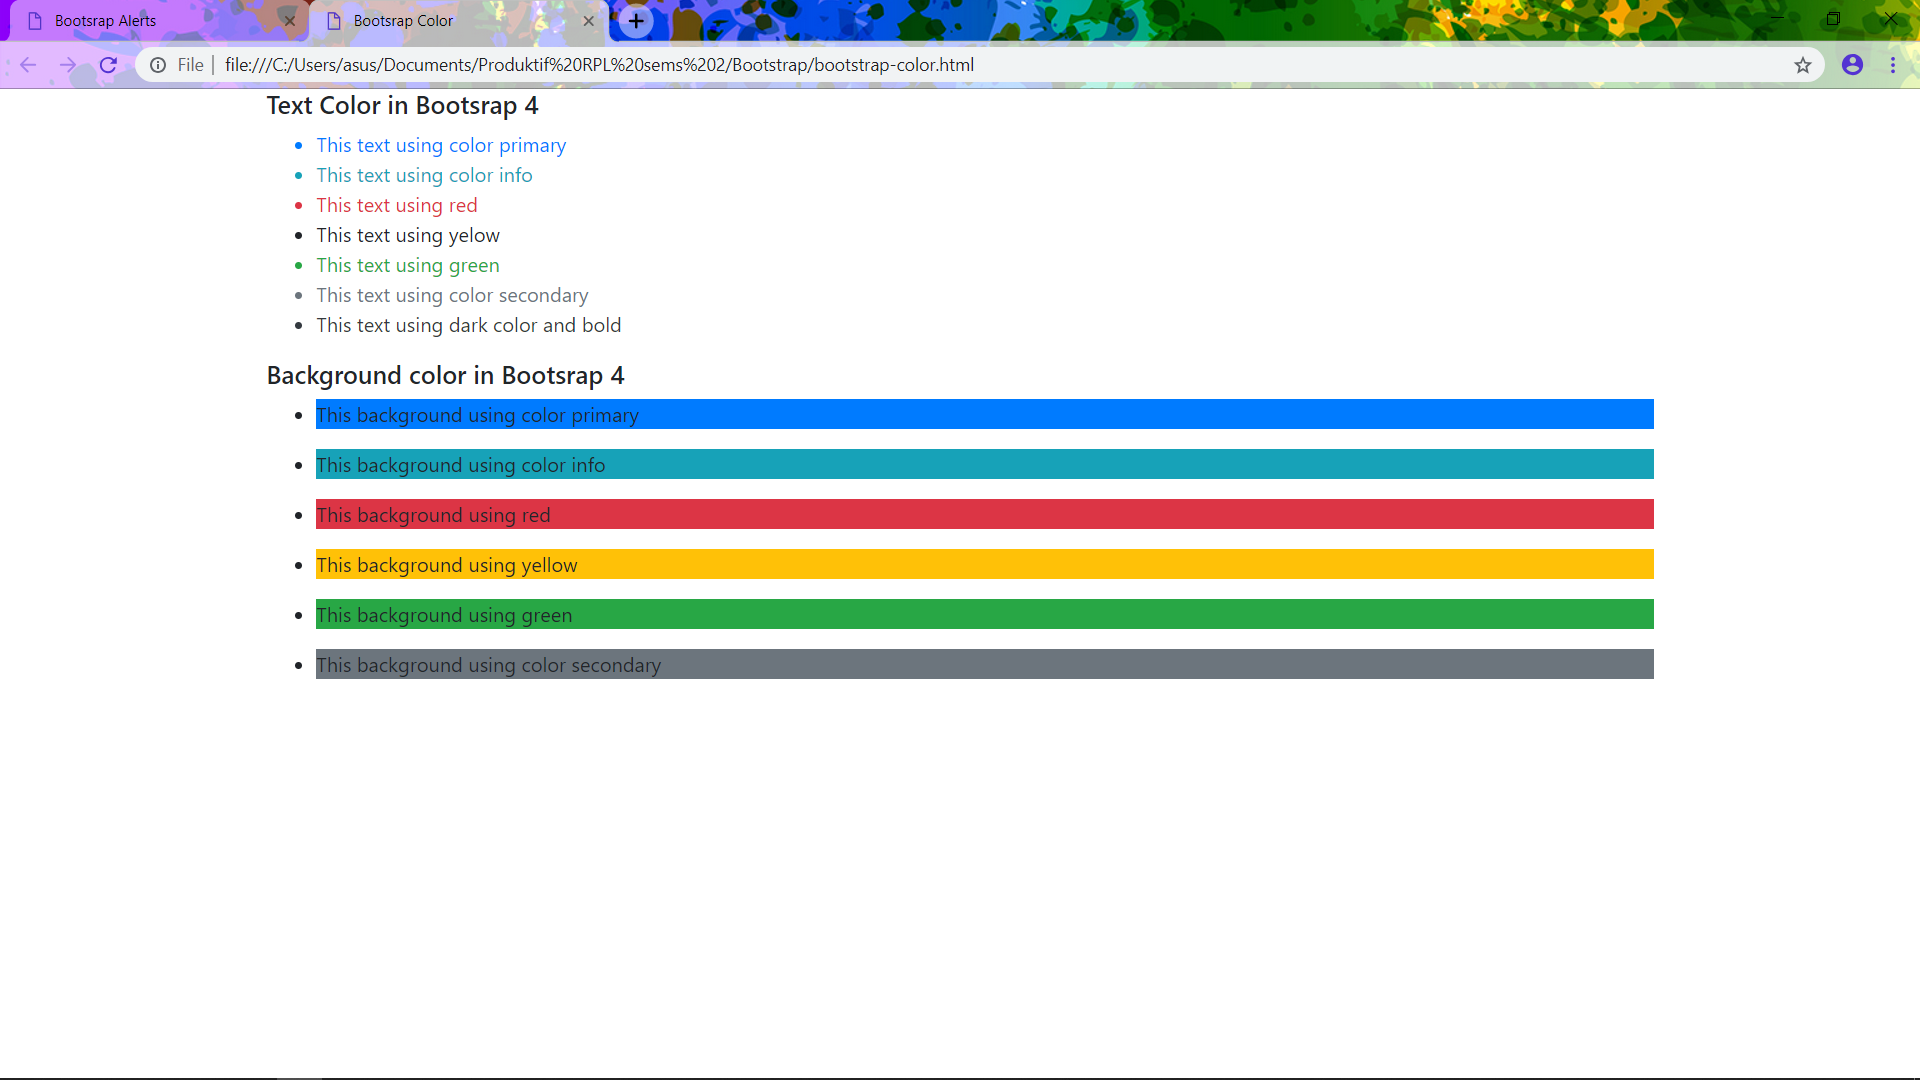 Bootsrap Alerts
Bootsrap Color
File | file:///C:/Users/asus/Documents/Produktif%20RPL%20sems%202/Bootstrap/bootstrap-color.html
Text Color in Bootsrap 4
This text using color primary
This text using color info
This text using red
This text using yelow
This text using green
This text using color secondary
This text using dark color and bold
Background color in Bootsrap 4
This background using color primary
This background using color info
This background using red
This background using yellow
This background using green
This background using color secondary